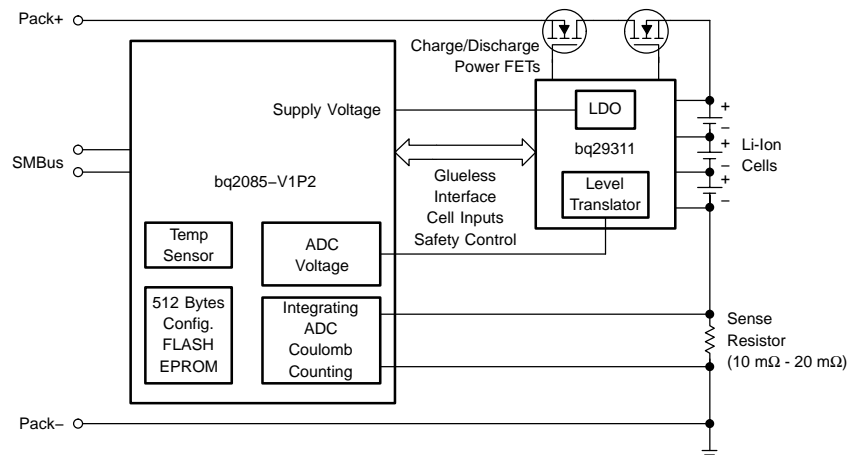 Pack+
Charge/Discharge
Power FETs
Supply Voltage
LDO
bq29311
+
−
+
−
+
−
Li-Ion
Cells
SMBus
bq2085−V1P2
Glueless
Interface
Cell Inputs
Safety Control
Level
Translator
Temp
Sensor
ADC
Voltage
512 Bytes
Config.
FLASH
EPROM
Integrating
ADC
Coulomb
Counting
Sense
Resistor
(10 mΩ - 20 mΩ)
Pack−